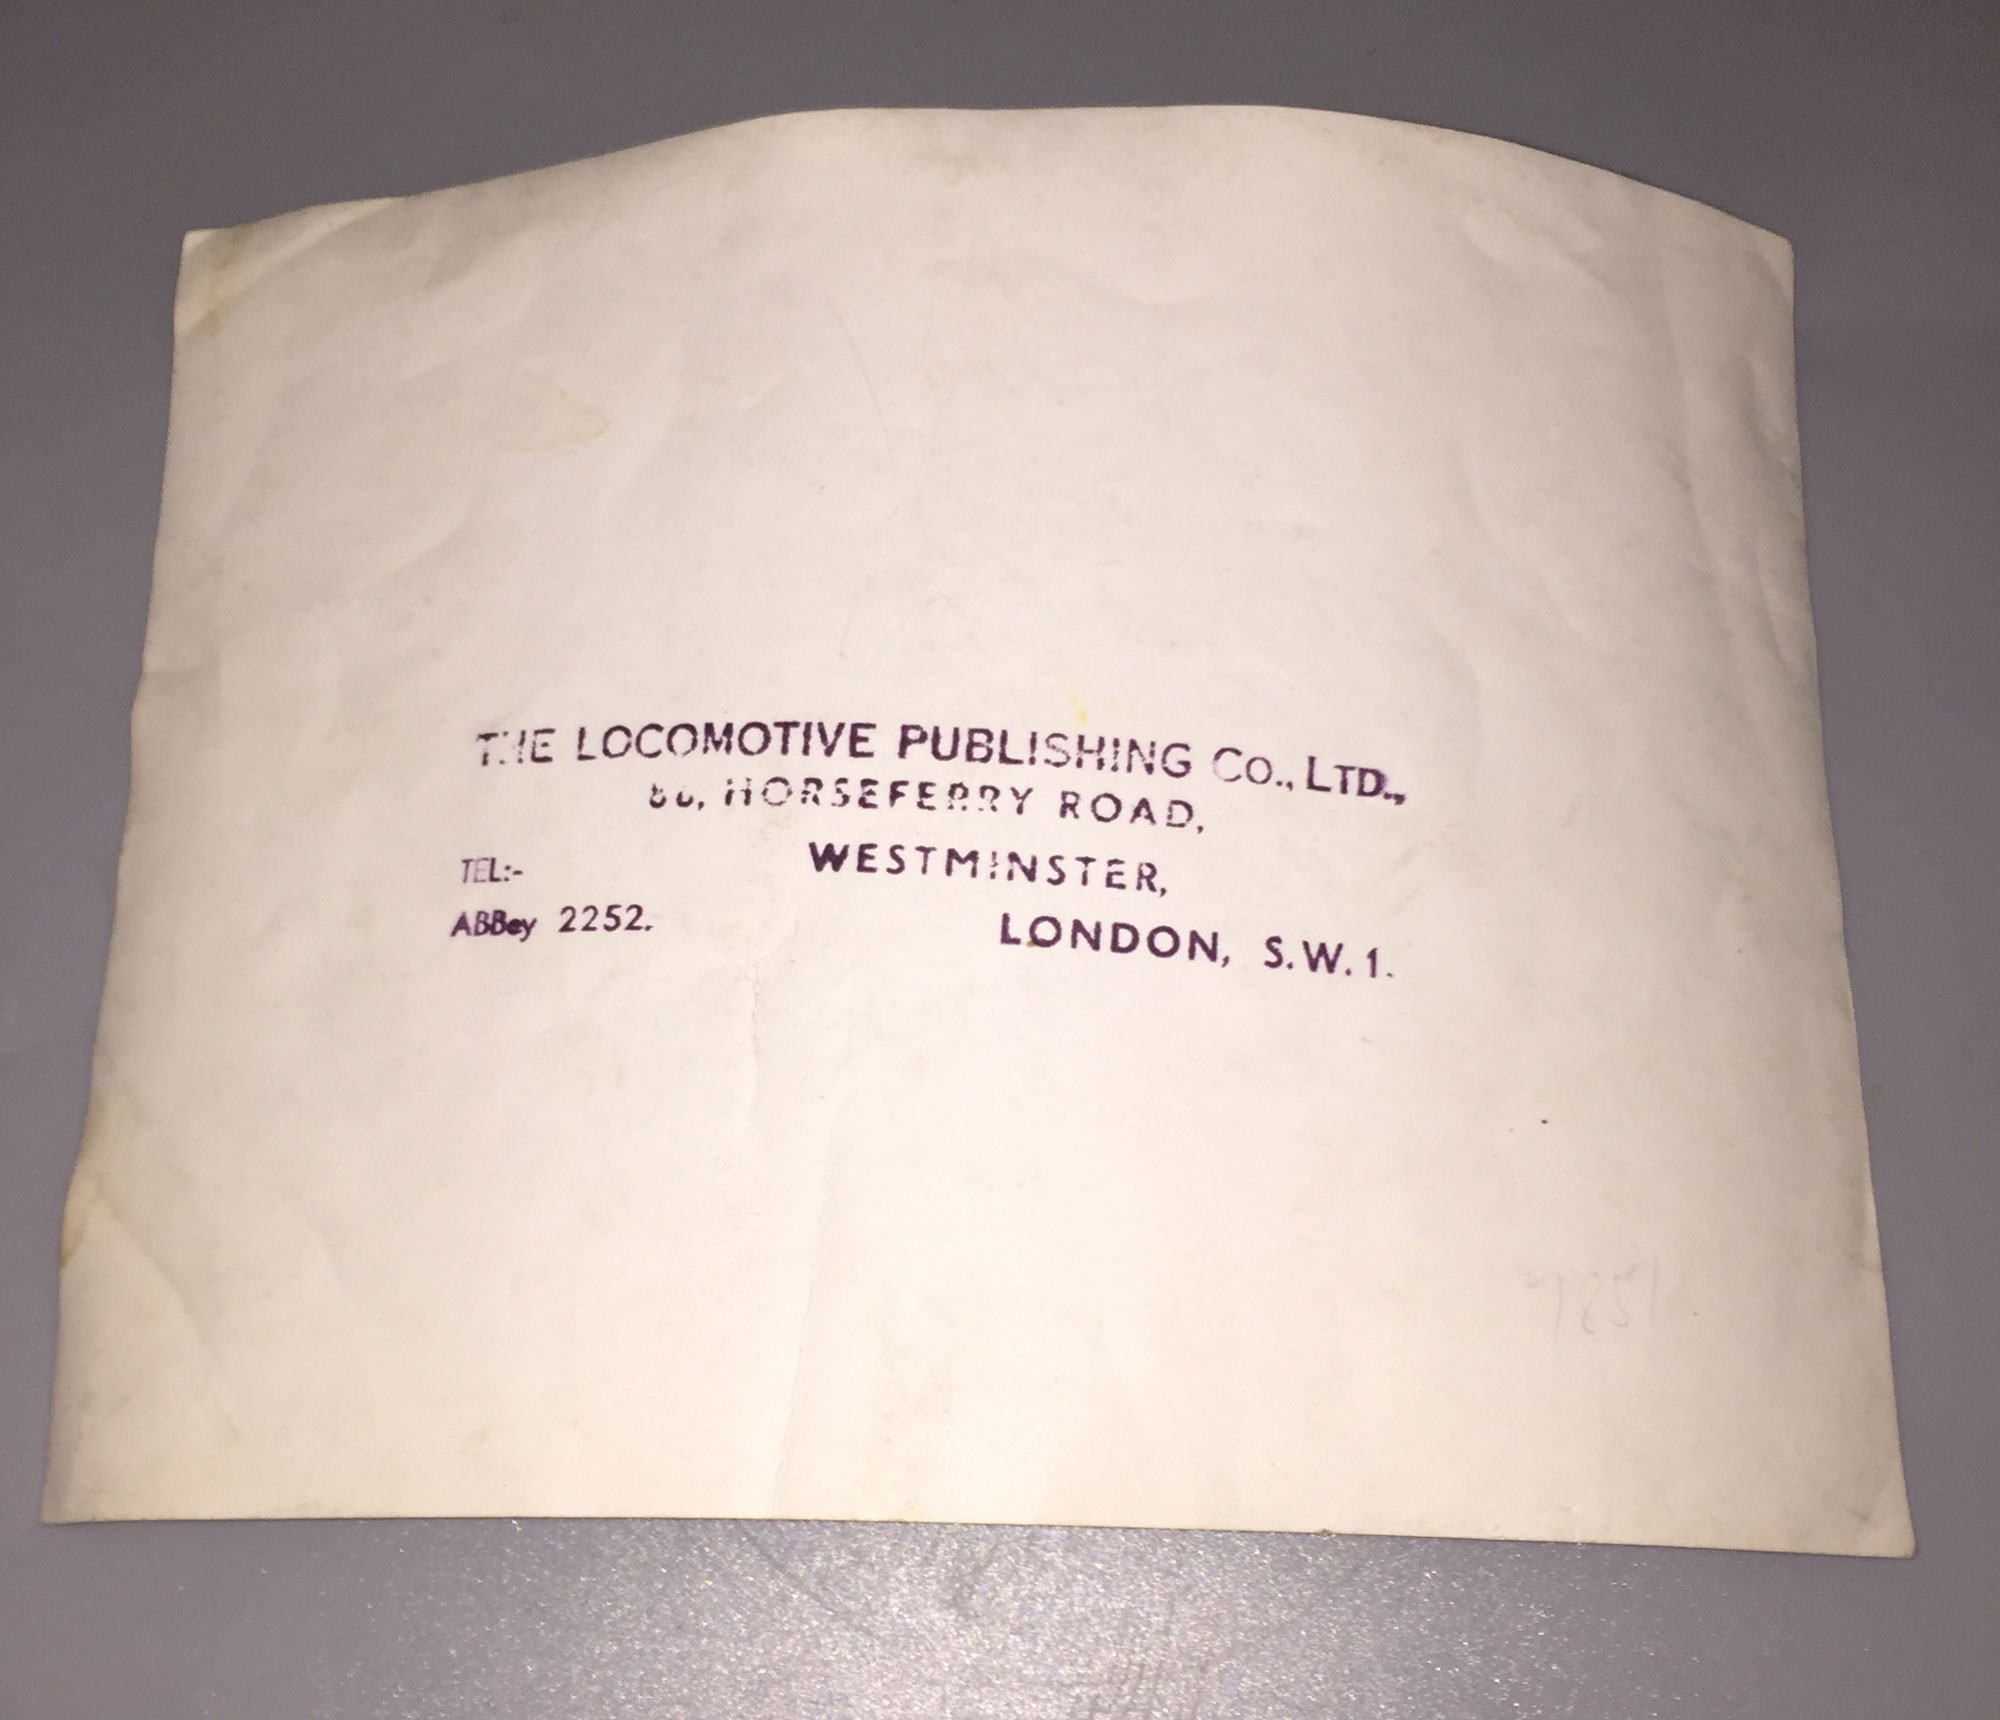 THE LOCOMOTIVE PUBLISHING Co., LTD.,
HORSEFERRY ROAD,
WESTMINSTER,
TEL:-
ABBey 2252.
LONDON, S.W.1.